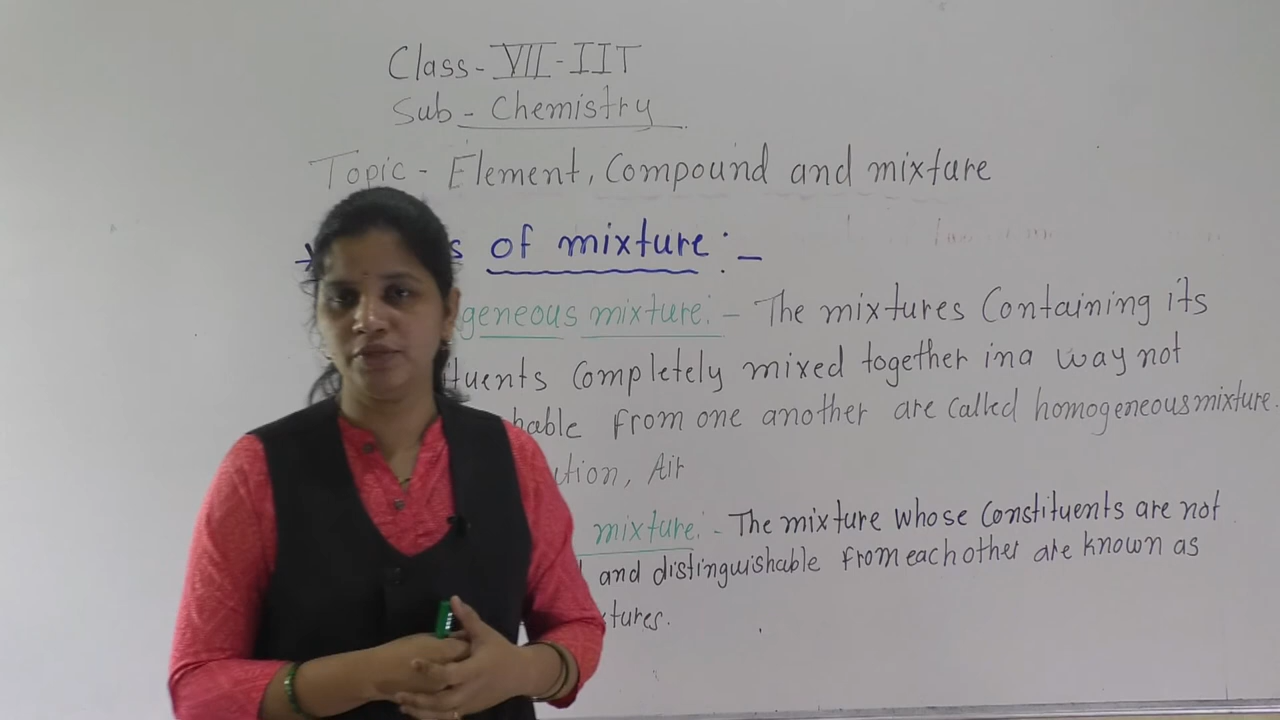 Class-VII-IIT
Sub - Chemistry
Topic - Element, Compound and mixture
of mixture:-
geneous mixture:- The mixtures Containing its
tuents Completely mixed together in a way not
hable from one another are Called homogeneous mixture.
tion, Air
mixture:- The mixture whose Constituents are not
and distinguishable from each other are known as
tures.